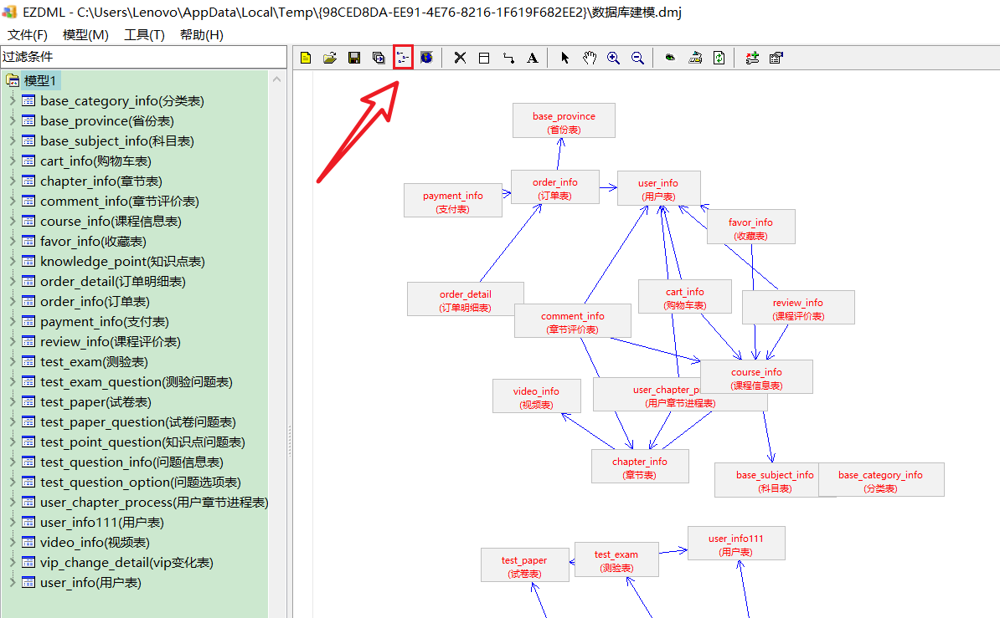 EZDML - C:\Users\Lenovo\AppData\Local\Temp\{98CED8DA-EE91-4E76-8216-1F619F682EE2}\数据库建模.dmj
文件(F) 模型(M) 工具(T) 帮助(H)
过滤条件
A
模型1
base_category_info(分类表)
base_province(省份表)
base_subject_info(科目表)
cart_info(购物车表)
chapter_info(章节表)
comment_info(章节评价表)
course_info(课程信息表)
favor_info(收藏表)
knowledge_point(知识点表)
order_detail(订单明细表)
order_info(订单表)
payment_info(支付表)
review_info(课程评价表)
test_exam(测验表)
test_exam_question(测验问题表)
test_paper(试卷表)
test_paper_question(试卷问题表)
test_point_question(知识点问题表)
test_question_info(问题信息表)
test_question_option(问题选项表)
user_chapter_process(用户章节进程表)
user_info111(用户表)
video_info(视频表)
vip_change_detail(vip变化表)
user_info(用户表)
base_province
(省份表)
order_info
(订单表)
user_info
(用户表)
payment_info
(支付表)
favor_info
(收藏表)
order_detail
(订单明细表)
cart_info
(购物车表)
review_info
(课程评价表)
comment_info
(章节评价表)
course_info
(课程信息表)
video_info
(视频表)
user_chapter_p
(用户章节进程表)
chapter_info
(章节表)
base_subject_info
(科目表)
base_category_info
(分类表)
user_info111
(用户表)
test_paper
(试卷表)
test_exam
(测验表)